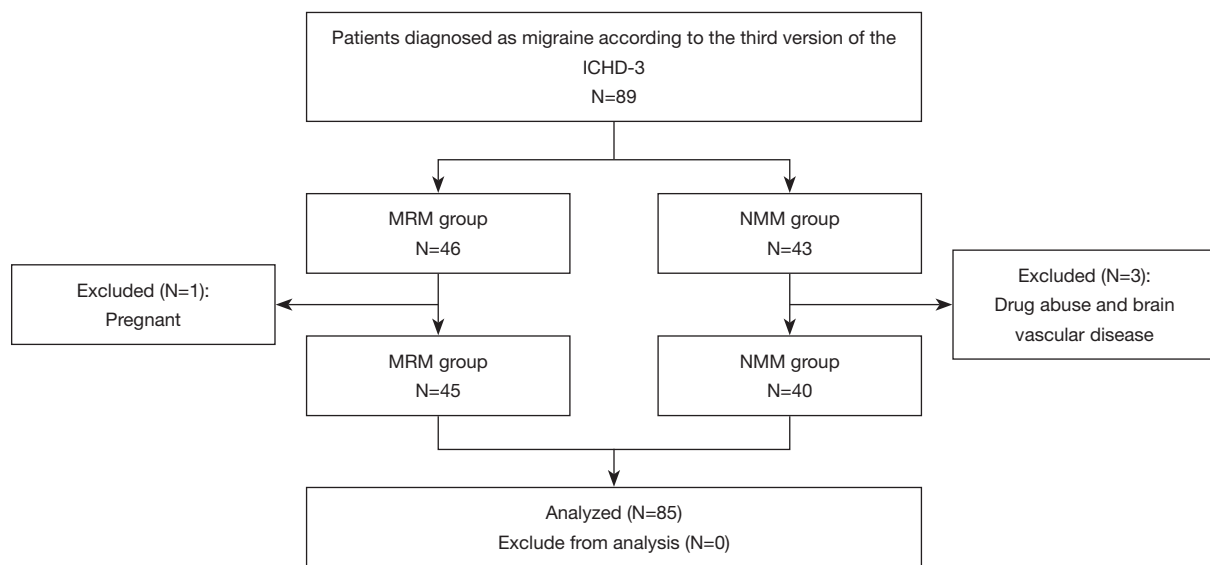 Patients diagnosed as migraine according to the third version of the
ICHD-3
N=89
MRM group
N=46
NMM group
N=43
Excluded (N=1):
Pregnant
Excluded (N=3):
Drug abuse and brain
vascular disease
MRM group
N=45
NMM group
N=40
Analyzed (N=85)
Exclude from analysis (N=0)